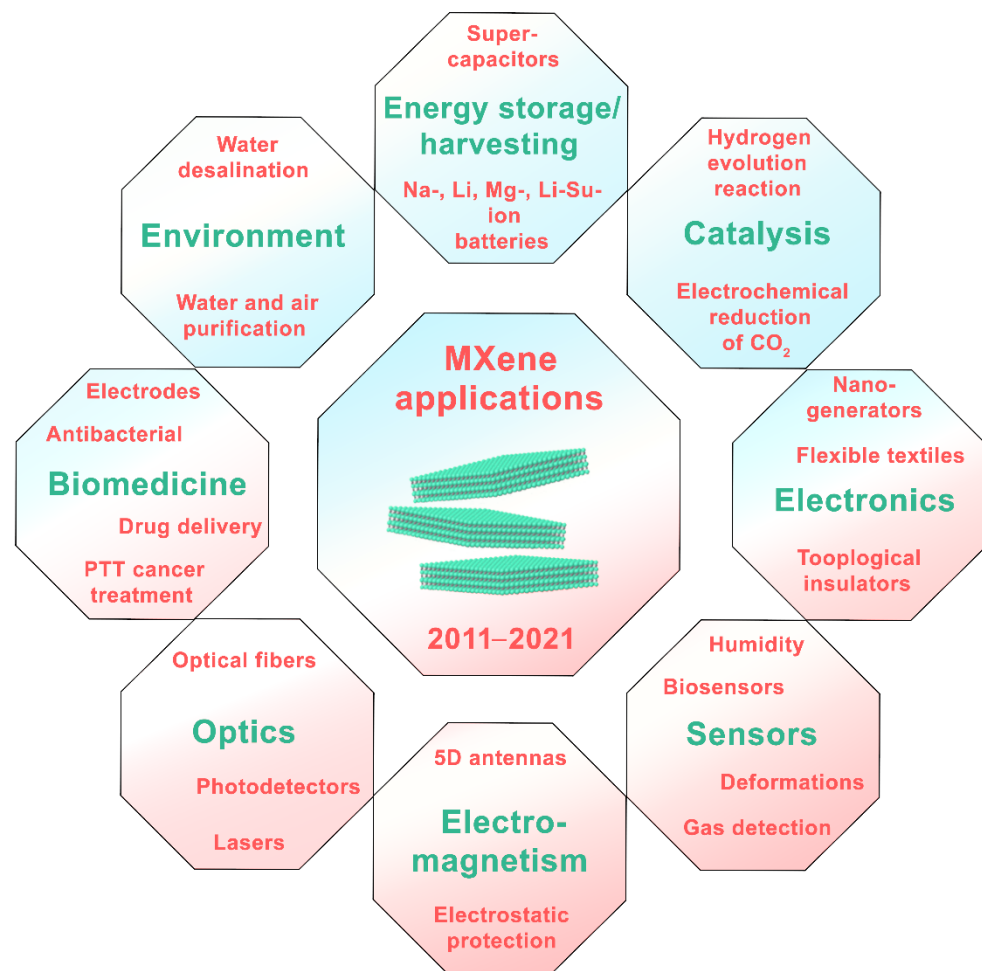 Super-
capacitors
Energy storage/
harvesting
Na-, Li, Mg-, Li-Su-
ion
batteries
Water
desalination
Environment
Water and air
purification
Hydrogen
evolution
reaction
Catalysis
Electrochemical
reduction
of CO₂
MXene
applications
2011–2021
Electrodes
Antibacterial
Biomedicine
Drug delivery
PTT cancer
treatment
Nano-
generators
Flexible textiles
Electronics
Tooplogical
insulators
Optical fibers
Optics
Photodetectors
Lasers
5D antennas
Electro-
magnetism
Electrostatic
protection
Humidity
Biosensors
Sensors
Deformations
Gas detection